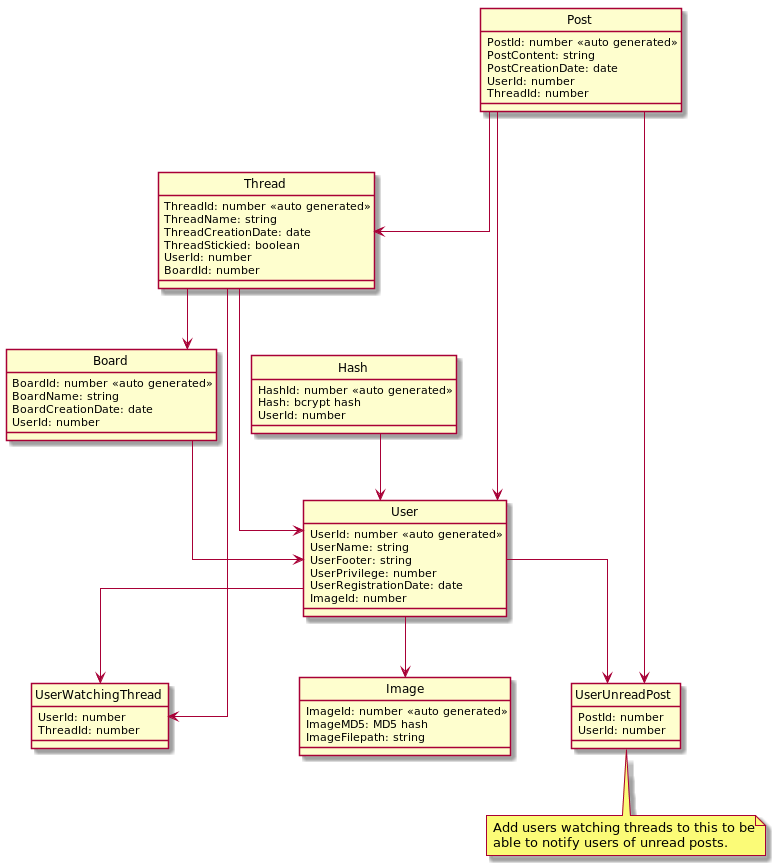 Post
PostId: number «auto generated»
PostContent: string
PostCreationDate: date
UserId: number
ThreadId: number
Thread
ThreadId: number «auto generated»
ThreadName: string
ThreadCreationDate: date
ThreadStickied: boolean
UserId: number
BoardId: number
Board
BoardId: number «auto generated»
BoardName: string
BoardCreationDate: date
UserId: number
Hash
HashId: number «auto generated»
Hash: bcrypt hash
UserId: number
User
UserId: number «auto generated»
UserName: string
UserFooter: string
UserPrivilege: number
UserRegistrationDate: date
ImageId: number
UserWatchingThread
UserId: number
ThreadId: number
Image
ImageId: number «auto generated»
ImageMD5: MD5 hash
ImageFilepath: string
UserUnreadPost
PostId: number
UserId: number
Add users watching threads to this to be
able to notify users of unread posts.